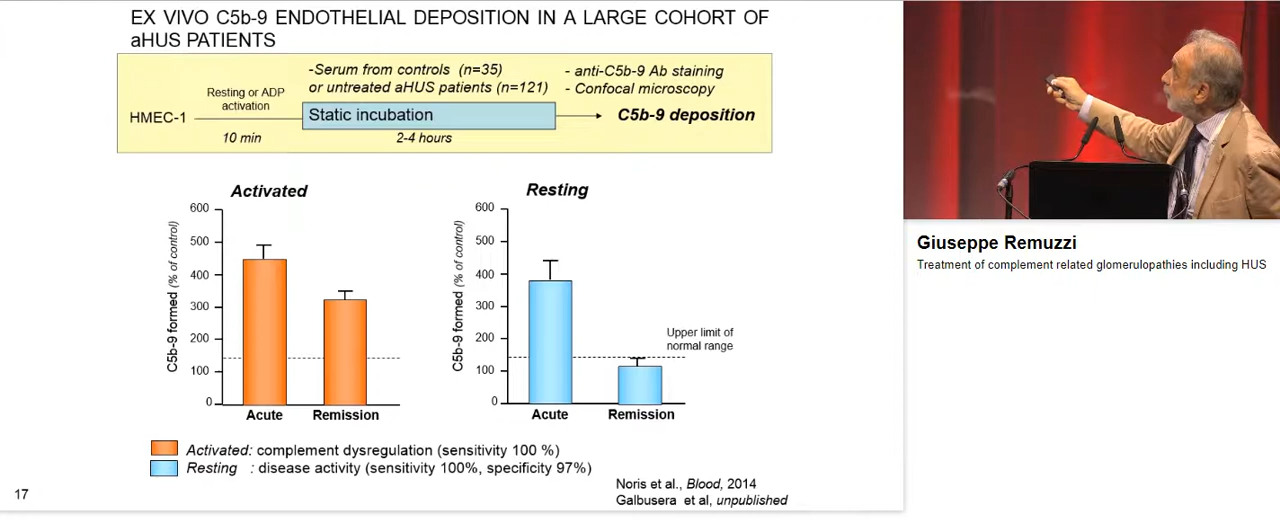 EX VIVO C5b-9 ENDOTHELIAL DEPOSITION IN A LARGE COHORT OF
aHUS PATIENTS
-Serum from controls (n=35)
or untreated aHUS patients (n=121)
- anti-C5b-9 Ab staining
- Confocal microscopy
Resting or ADP
activation
HMEC-1
Static incubation
C5b-9 deposition
10 min
2-4 hours
Activated
600
500
400
300
200
100
0
C5b-9 formed (% of control)
Acute
Remission
Resting
600
500
400
300
200
100
0
C5b-9 formed (% of control)
Upper limit of
normal range
Acute
Remission
Activated: complement dysregulation (sensitivity 100 %)
Resting : disease activity (sensitivity 100%, specificity 97%)
Noris et al., Blood, 2014
Galbusera et al, unpublished
17
Giuseppe Remuzzi
Treatment of complement related glomerulopathies including HUS